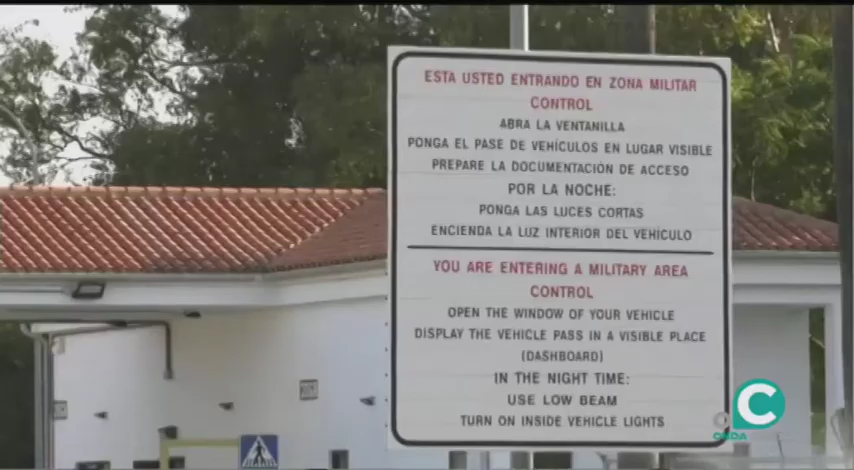 ESTA USTED ENTRANDO EN ZONA MILITAR
CONTROL
ABRA LA VENTANILLA
PONGA EL PASE DE VEHÍCULOS EN LUGAR VISIBLE
PREPARE LA DOCUMENTACIÓN DE ACCESO
POR LA NOCHE:
PONGA LAS LUCES CORTAS
ENCIENDA LA LUZ INTERIOR DEL VEHÍCULO
YOU ARE ENTERING A MILITARY AREA
CONTROL
OPEN THE WINDOW OF YOUR VEHICLE
DISPLAY THE VEHICLE PASS IN A VISIBLE PLACE
(DASHBOARD)
IN THE NIGHT TIME:
USE LOW BEAM
TURN ON INSIDE VEHICLE LIGHTS
C
ONDA